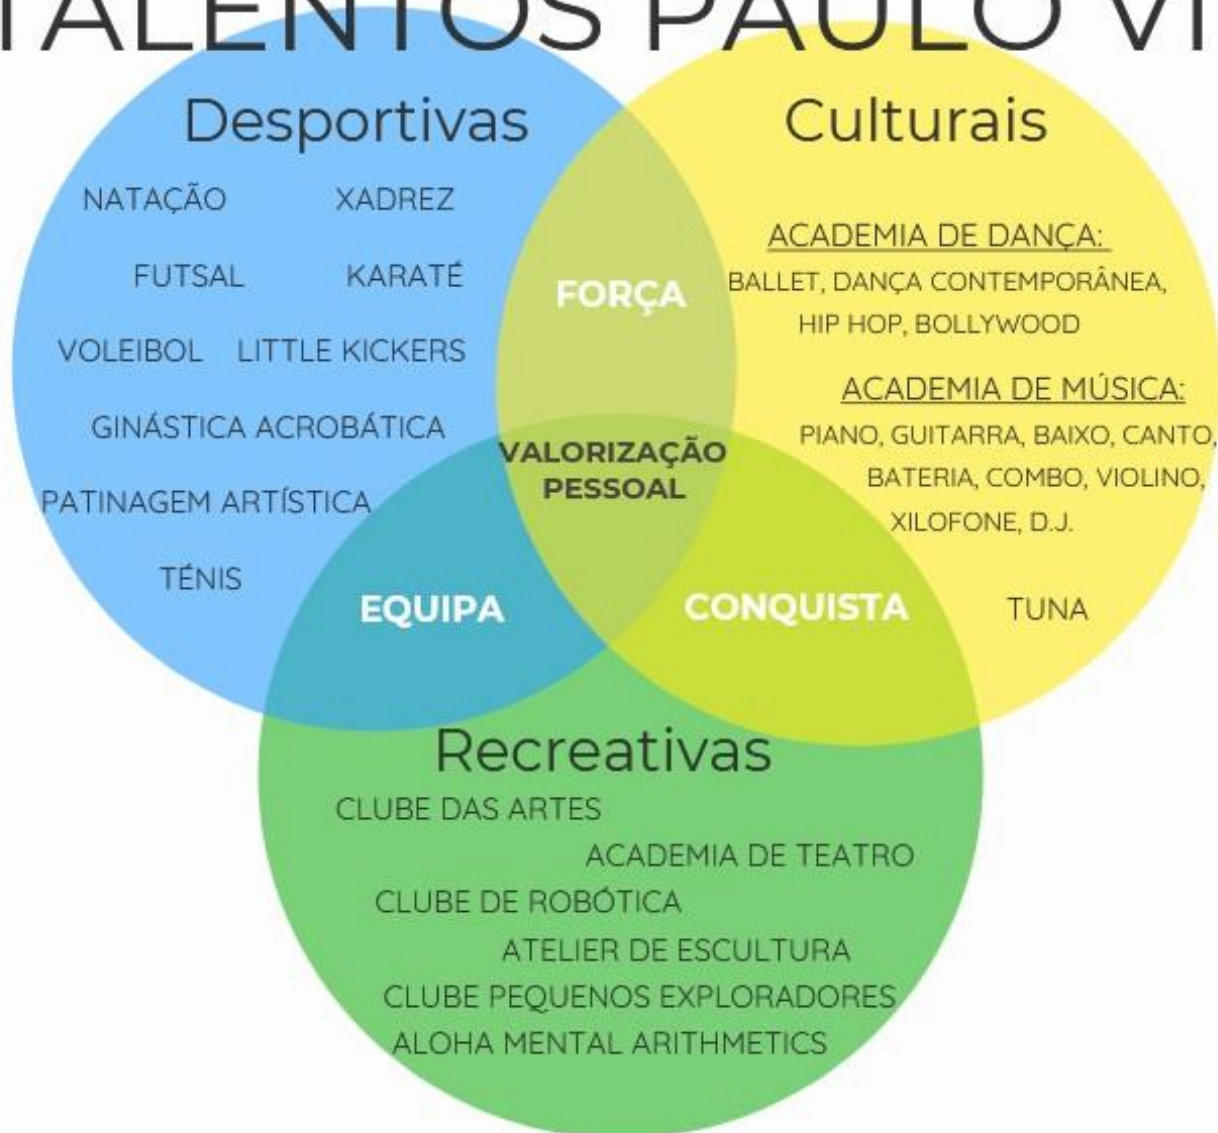 TALENTOS PAULO VI
Desportivas
NATAÇÃO XADREZ
FUTSAL KARATÉ
VOLEIBOL LITTLE KICKERS
GINÁSTICA ACROBÁTICA
PATINAGEM ARTÍSTICA
TÉNIS
Culturais
ACADEMIA DE DANÇA:
BALLET, DANÇA CONTEMPORÂNEA,
HIP HOP, BOLLYWOOD
ACADEMIA DE MÚSICA:
PIANO, GUITARRA, BAIXO, CANTO,
BATERIA, COMBO, VIOLINO,
XILOFONE, D.J.
TUNA
FORÇA
VALORIZAÇÃO
PESSOAL
EQUIPA
CONQUISTA
Recreativas
CLUBE DAS ARTES
ACADEMIA DE TEATRO
CLUBE DE ROBÓTICA
ATELIER DE ESCULTURA
CLUBE PEQUENOS EXPLORADORES
ALOHA MENTAL ARITHMETICS